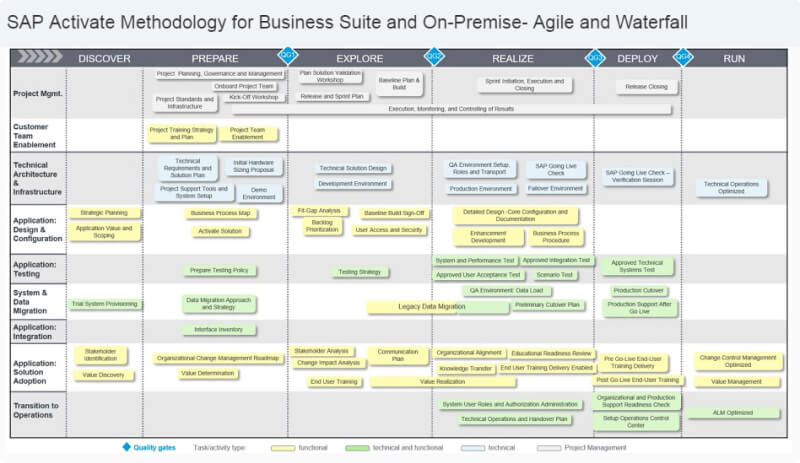 SAP Activate Methodology for Business Suite and On-Premise- Agile and Waterfall
DISCOVER
PREPARE
QG1
EXPLORE
QG2
REALIZE
QG3
DEPLOY
QG4
RUN
Project Mgmt.
Project Planning, Governance and Management
Onboard Project Team
Project Standards and
Infrastructure
Kick-Off Workshop
Plan Solution Validation
Workshop
Release and Sprint Plan
Baseline Plan &
Build
Sprint Initiation, Execution and
Closing
Release Closing
Execution, Monitoring, and Controlling of Results
Customer
Team
Enablement
Project Training Strategy
and Plan
Project Team
Enablement
Technical
Architecture
&
Infrastructure
Technical
Requirements and
Solution Plan
Initial Hardware
Sizing Proposal
Project Support Tools and
System Setup
Demo
Environment
Technical Solution Design
Development Environment
QA Environment Setup,
Roles and Transport
SAP Going Live
Check
Production Environment
Failover Environment
SAP Going Live Check –
Verification Session
Technical Operations
Optimized
Application:
Design &
Configuration
Strategic Planning
Application Value and
Scoping
Business Process Map
Activate Solution
Fit-Gap Analysis
Baseline Build Sign-Off
Backlog
Prioritization
User Access and Security
Detailed Design -Core Configuration and
Documentation
Enhancement
Development
Business Process
Procedure
Application:
Testing
Prepare Testing Policy
Testing Strategy
System and Performance Test
Approved Integration Test
Approved User Acceptance Test
Scenario Test
Approved Technical
Systems Test
System &
Data
Migration
Trial System Provisioning
Data Migration Approach
and Strategy
Legacy Data Migration
QA Environment: Data Load
Preliminary Cutover Plan
Production Cutover
Production Support After
Go Live
Application:
Integration
Interface Inventory
Application:
Solution
Adoption
Stakeholder
Identification
Value Discovery
Organizational Change Management Roadmap
Value Determination
Stakeholder Analysis
Change Impact Analysis
Communication
Plan
End User Training
Value Realization
Organizational Alignment
Educational Readiness Review
Knowledge Transfer
End User Training Delivery Enabled
Pre Go-Live End-User
Training Delivery
Post Go-Live End-User Training
Change Control Management
Optimized
Value Management
Transition to
Operations
System User Roles and Authorization Administration
Technical Operations and Handover Plan
Organizational and Production
Support Readiness Check
Setup Operations Control
Center
ALM Optimized
Quality gates
Task/activity type:
functional
technical and functional
technical
Project Management